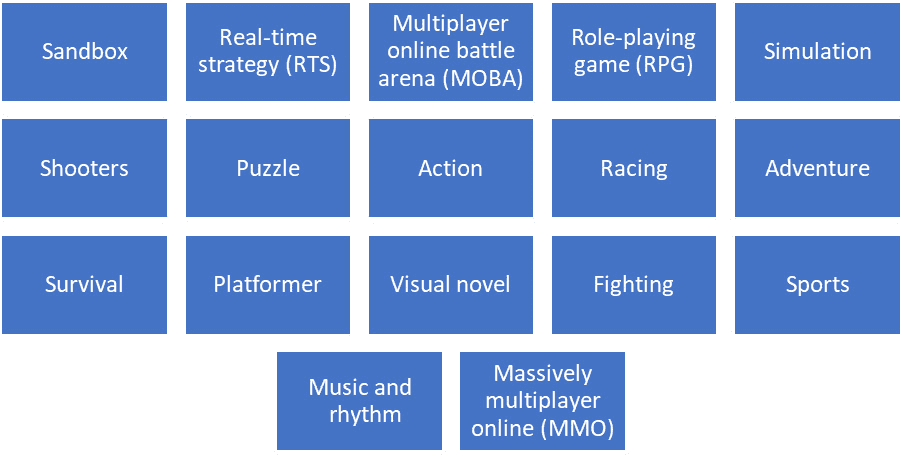 Sandbox
Real-time
strategy (RTS)
Multiplayer
online battle
arena (MOBA)
Role-playing
game (RPG)
Simulation
Shooters
Puzzle
Action
Racing
Adventure
Survival
Platformer
Visual novel
Fighting
Sports
Music and
rhythm
Massively
multiplayer
online (MMO)